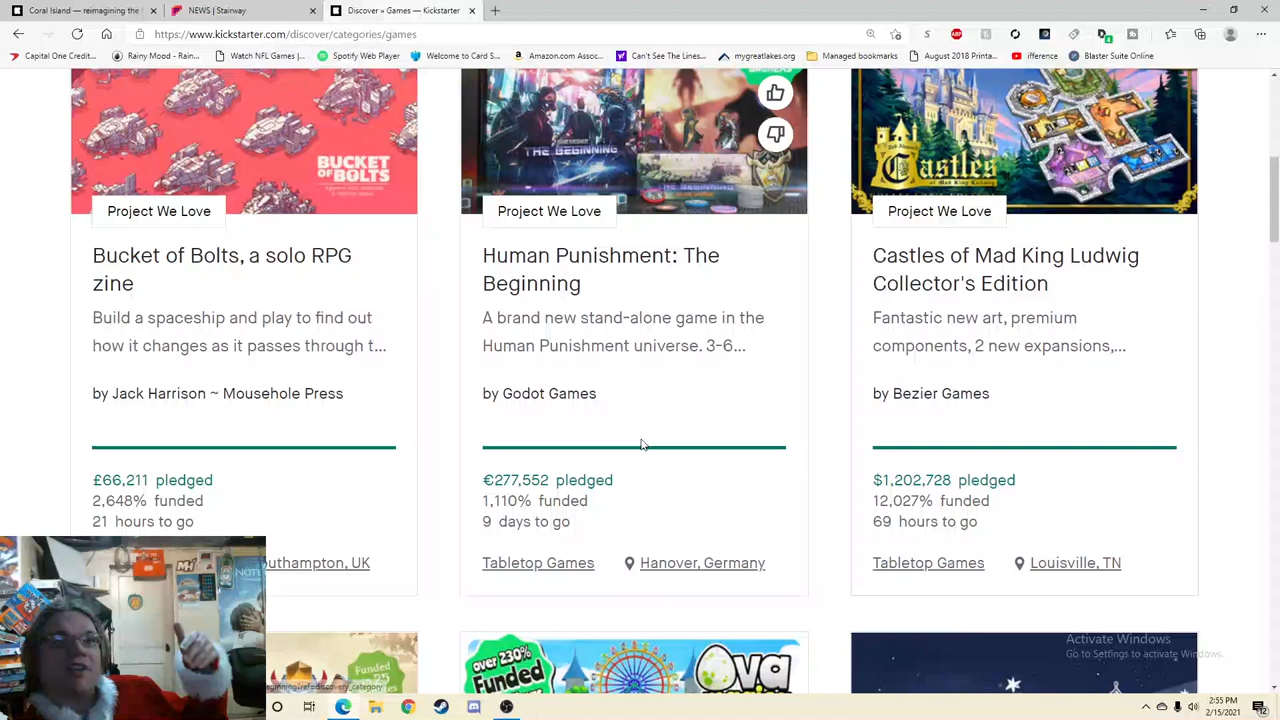 Coral Island — reimagining the
NEWS | Stairway
Discover » Games — Kickstarter
https://www.kickstarter.com/discover/categories/games
Capital One Credit...
Rainy Mood - Rain...
Watch NFL Games |...
Spotify Web Player
Welcome to Card S...
Amazon.com Assoc...
Can't See The Lines...
mygreatlakes.org
Managed bookmarks
August 2018 Printa...
ifference
Blaster Suite Online
BUCKET OF BOLTS
THE BEGINNING
Castles
of Mad King Ludwig
Project We Love
Project We Love
Project We Love
Bucket of Bolts, a solo RPG
zine
Build a spaceship and play to find out
how it changes as it passes through t...
by Jack Harrison ~ Mousehole Press
£66,211 pledged
2,648% funded
21 hours to go
outhampton, UK
Human Punishment: The
Beginning
A brand new stand-alone game in the
Human Punishment universe. 3-6...
by Godot Games
€277,552 pledged
1,110% funded
9 days to go
Tabletop Games
Hanover, Germany
Castles of Mad King Ludwig
Collector's Edition
Fantastic new art, premium
components, 2 new expansions,...
by Bezier Games
$1,202,728 pledged
12,027% funded
69 hours to go
Tabletop Games
Louisville, TN
Funded
over 230%
Funded
Ova
Activate Windows
Go to Settings to activate Windows.
eginning?ref=discovery_category
2:55 PM
2/15/2021